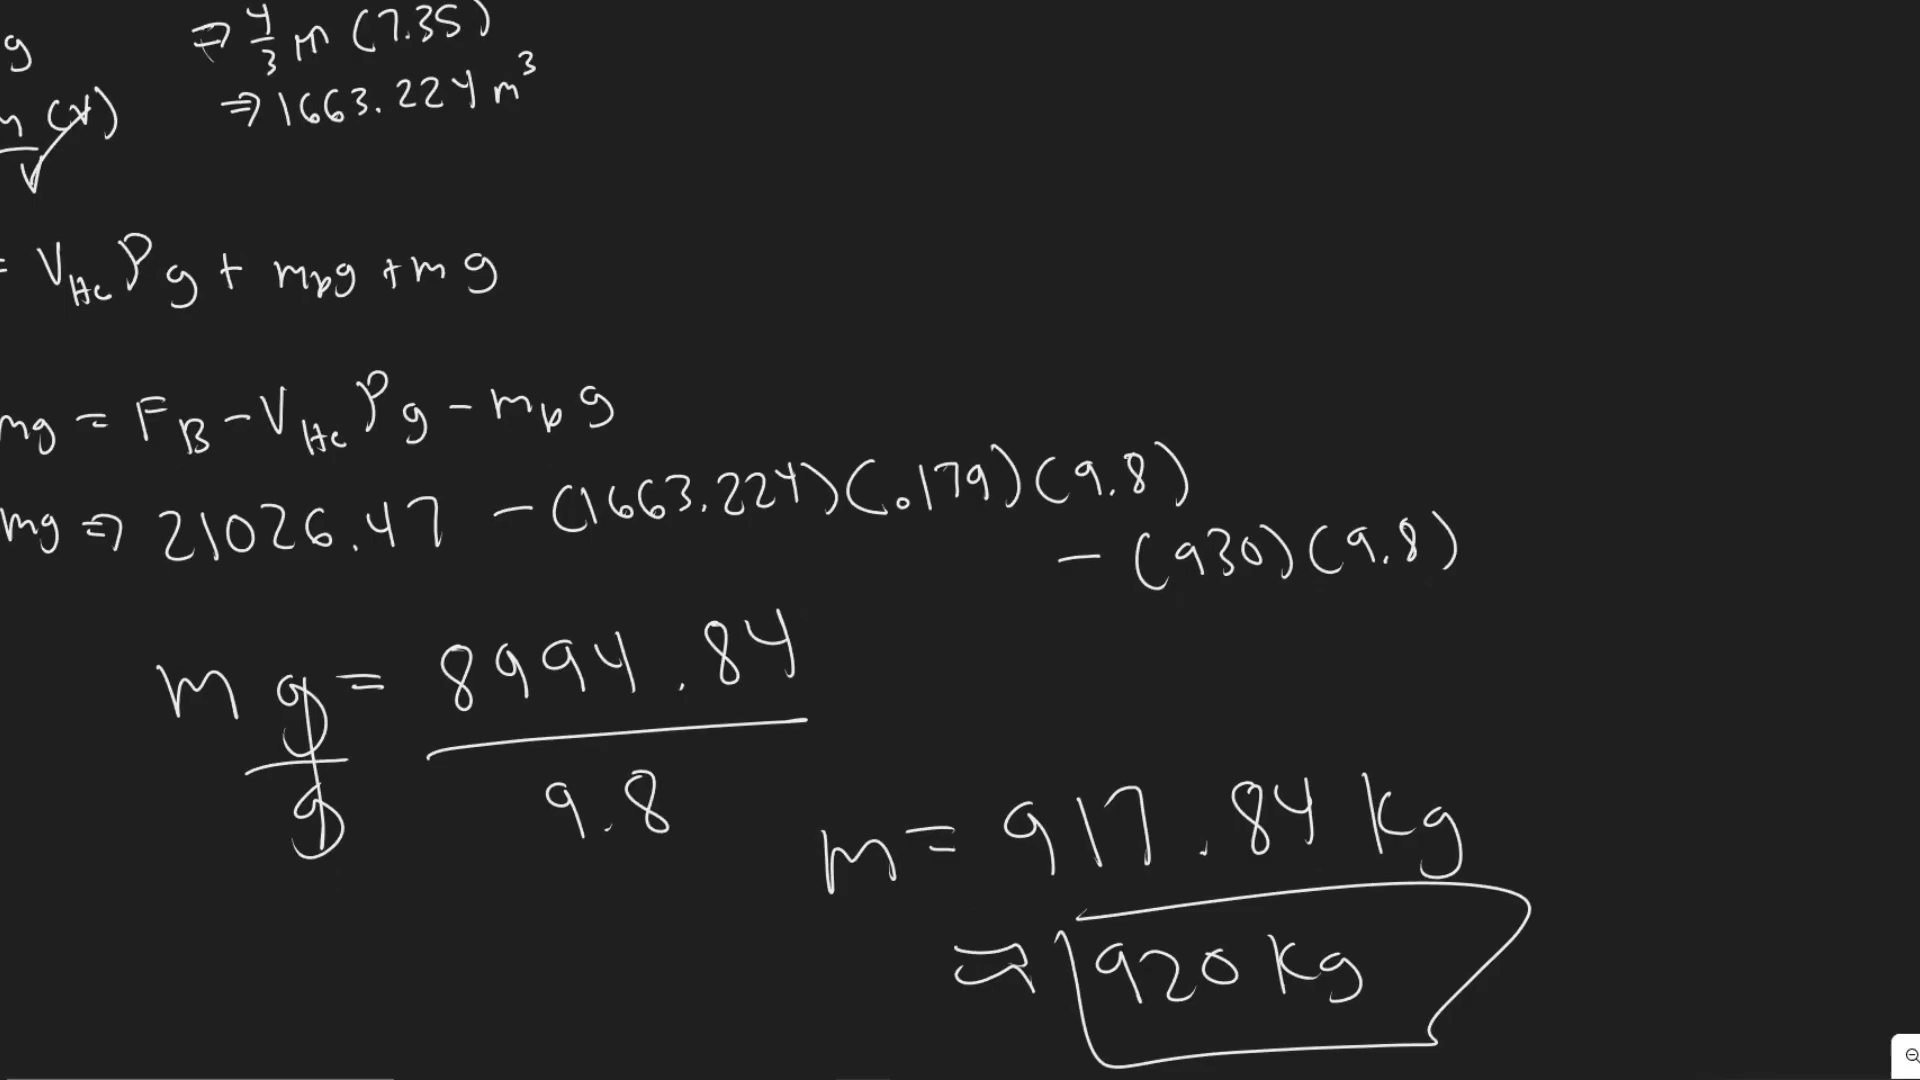 g
⇒ 4/3 π (7.35)
⇒ 1663.224 m³
(V)
V
= V_He ρ g + m_b g + m g
mg = F_B - V_He ρ g - m_b g
mg ⇒ 21026.47 - (1663.224)(.179)(9.8)
- (930)(9.8)
m g = 8994.84
g 9.8
m = 917.84 kg
⇒ 920 kg